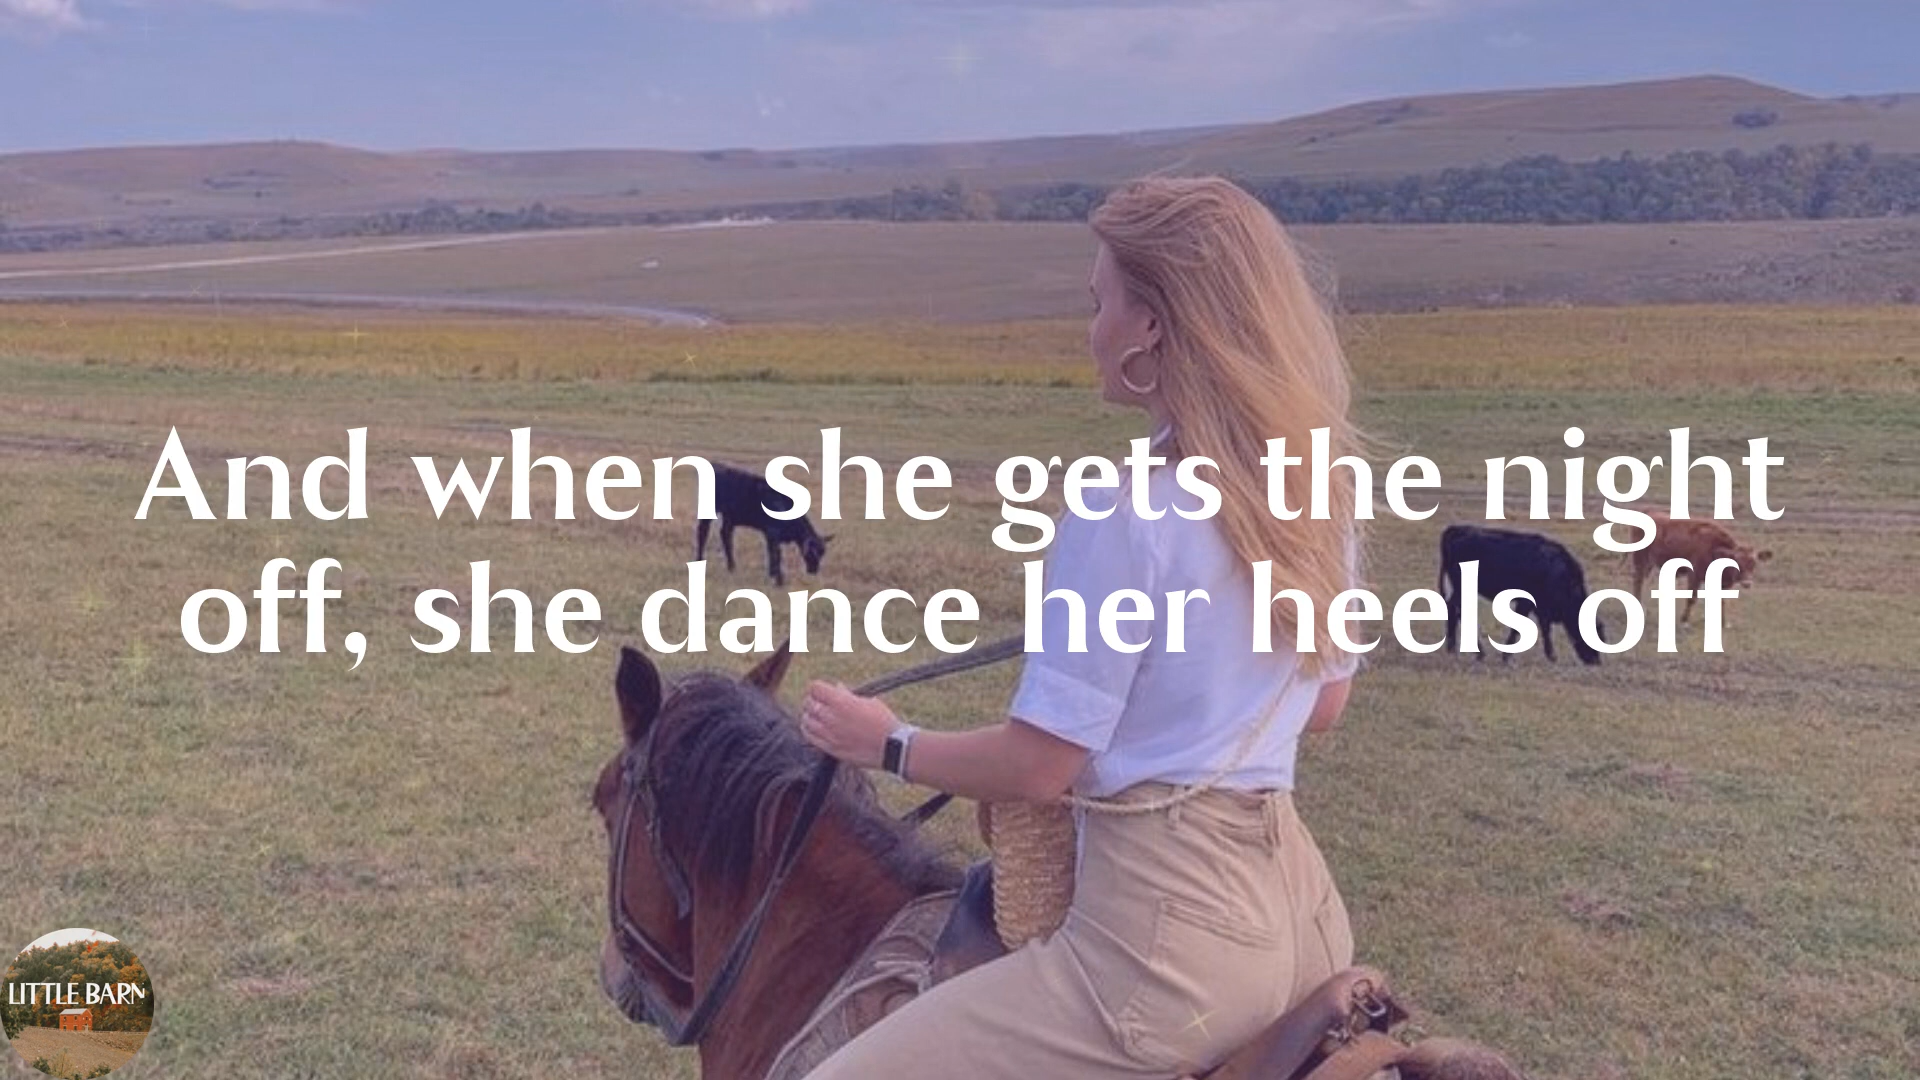 And when she gets the night
off, she dance her heels off
LITTLE BARN